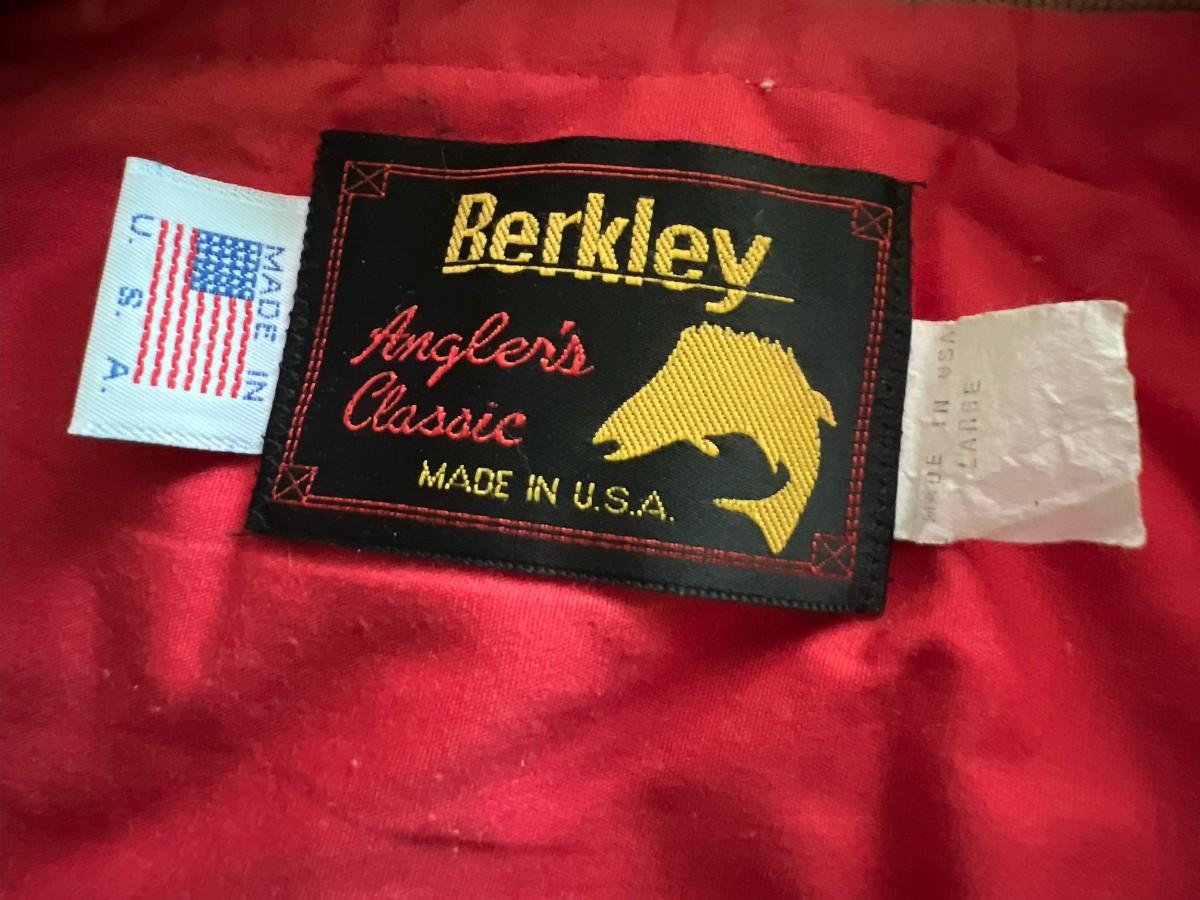 MADE IN
U. S. A.
Berkley
Angler's
Classic
MADE IN U.S.A.
MADE IN USA
LARGE